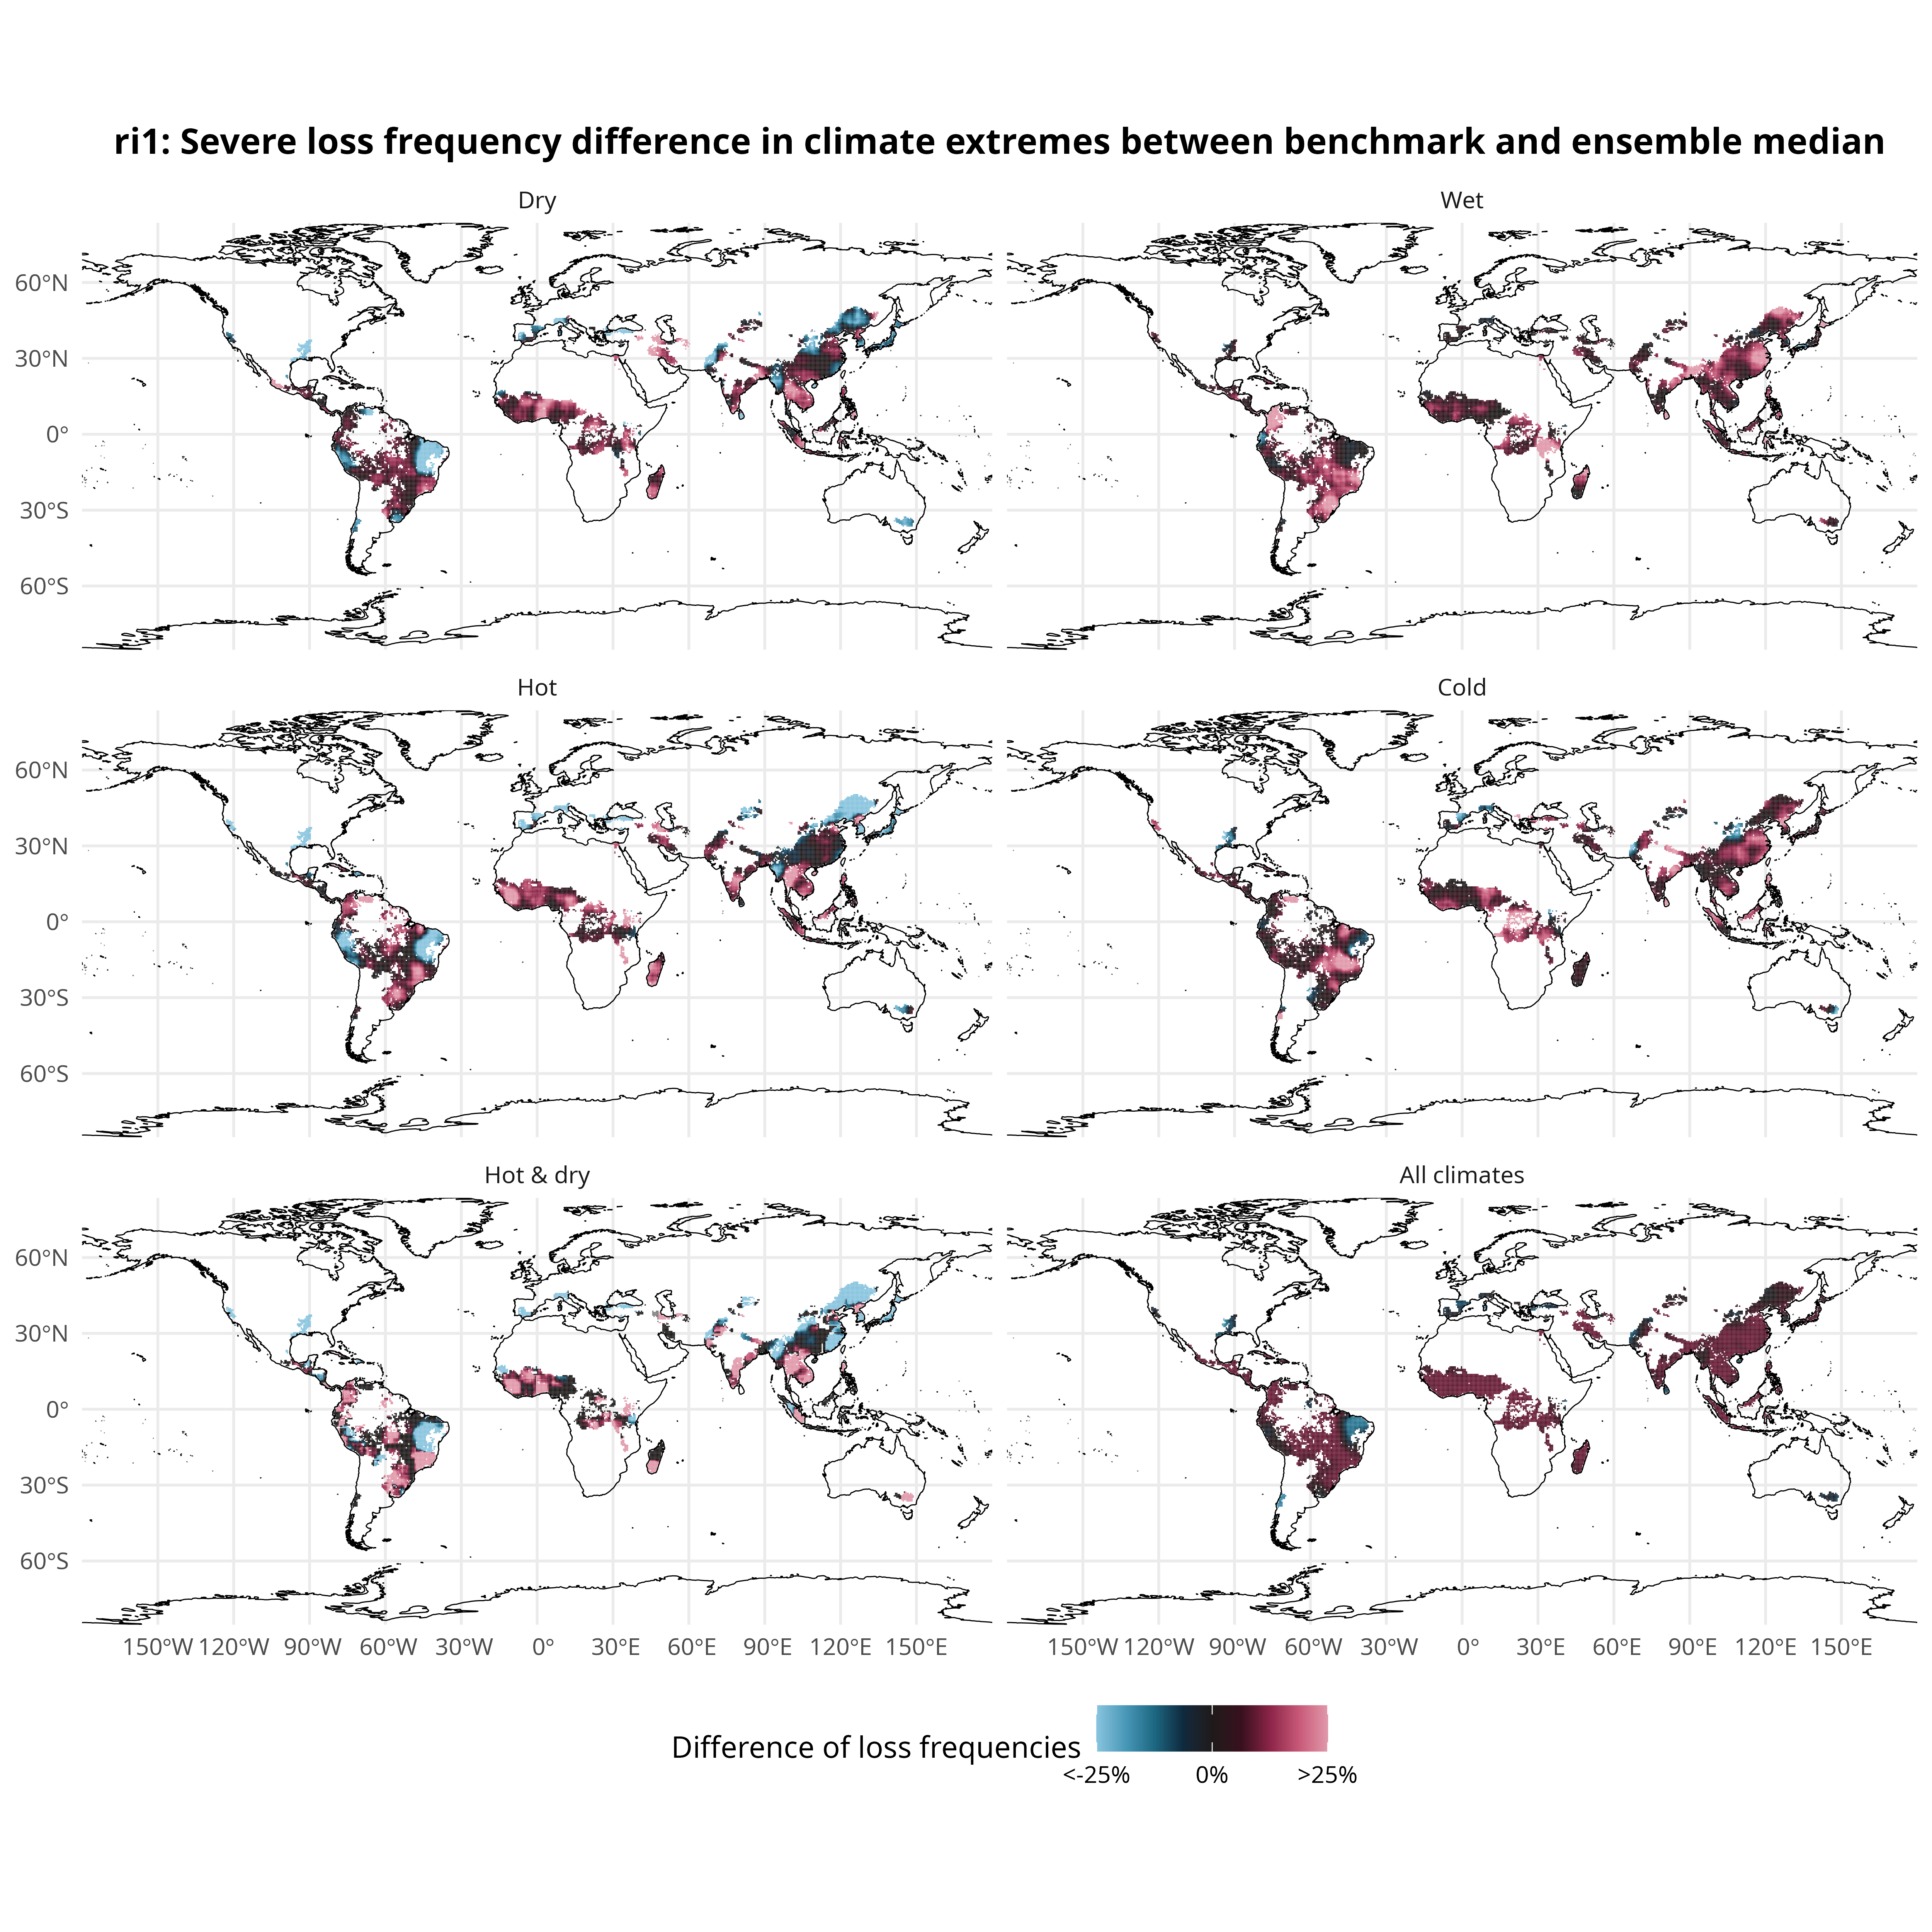 ri1: Severe loss frequency difference in climate extremes between benchmark and ensemble median
Dry
Wet
60°N
30°N
0°
30°S
60°S
Hot
Cold
60°N
30°N
0°
30°S
60°S
Hot & dry
All climates
60°N
30°N
0°
30°S
60°S
150°W 120°W 90°W 60°W 30°W 0° 30°E 60°E 90°E 120°E 150°E
150°W 120°W 90°W 60°W 30°W 0° 30°E 60°E 90°E 120°E 150°E
Difference of loss frequencies
<-25% 0% >25%